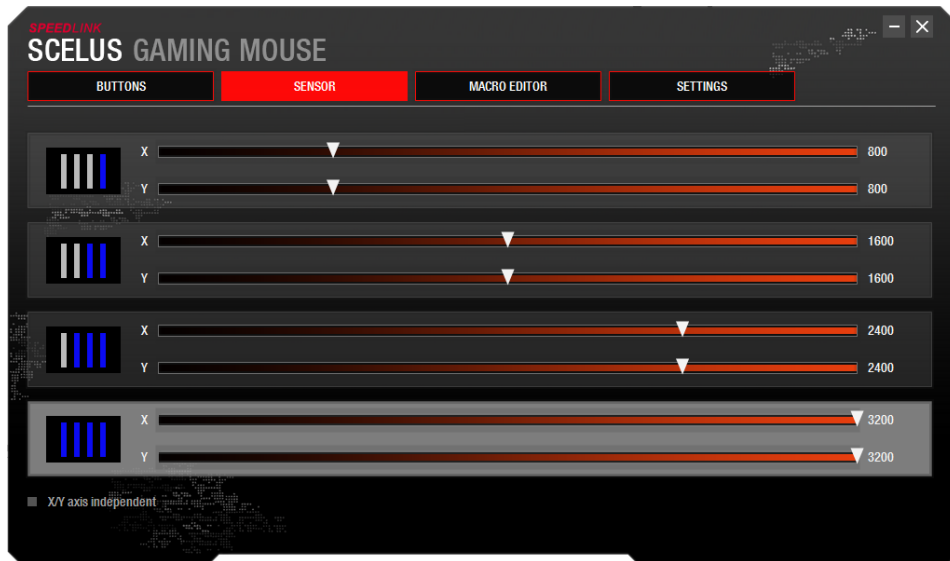 SPEEDLINK
SCELUS GAMING MOUSE
BUTTONS SENSOR MACRO EDITOR SETTINGS
X 800
Y 800
X 1600
Y 1600
X 2400
Y 2400
X 3200
Y 3200
X/Y axis independent